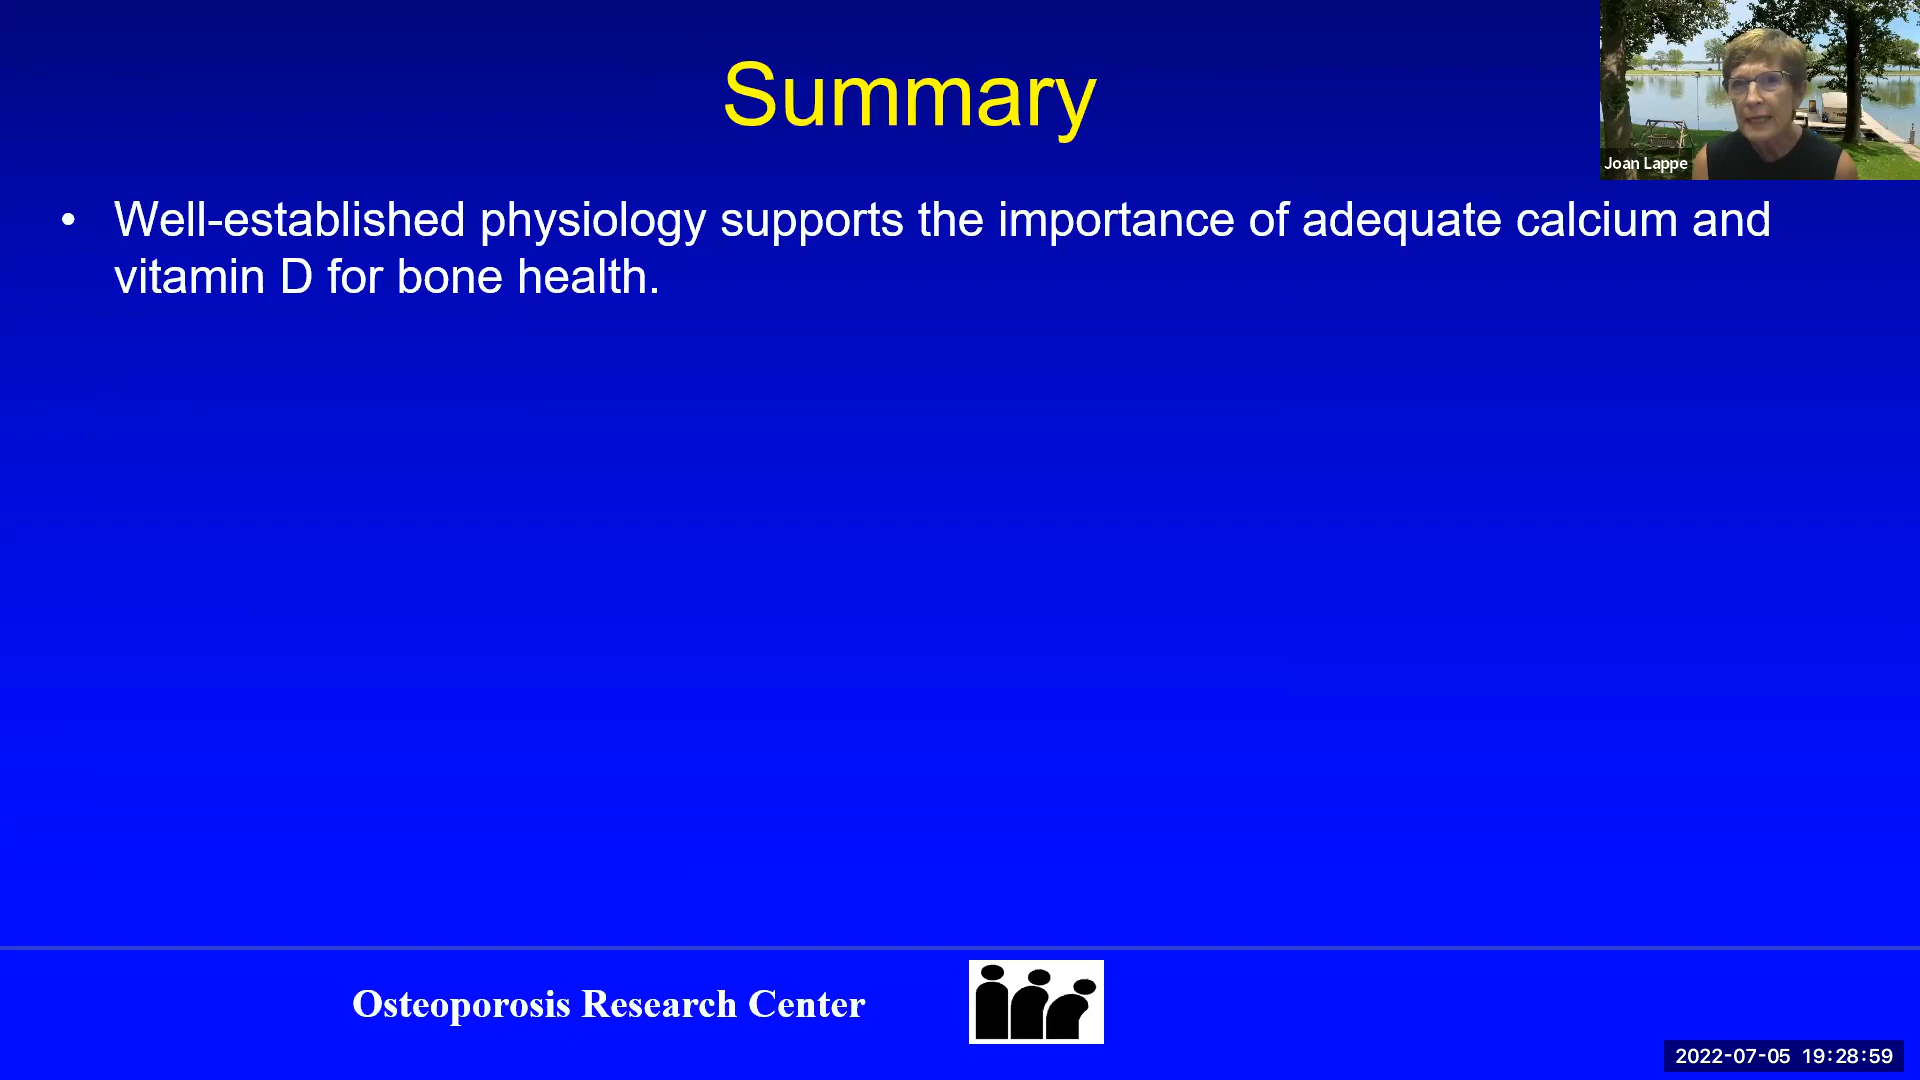 Summary
Joan Lappe
• Well-established physiology supports the importance of adequate calcium and
vitamin D for bone health.
Osteoporosis Research Center
2022-07-05 19:28:59